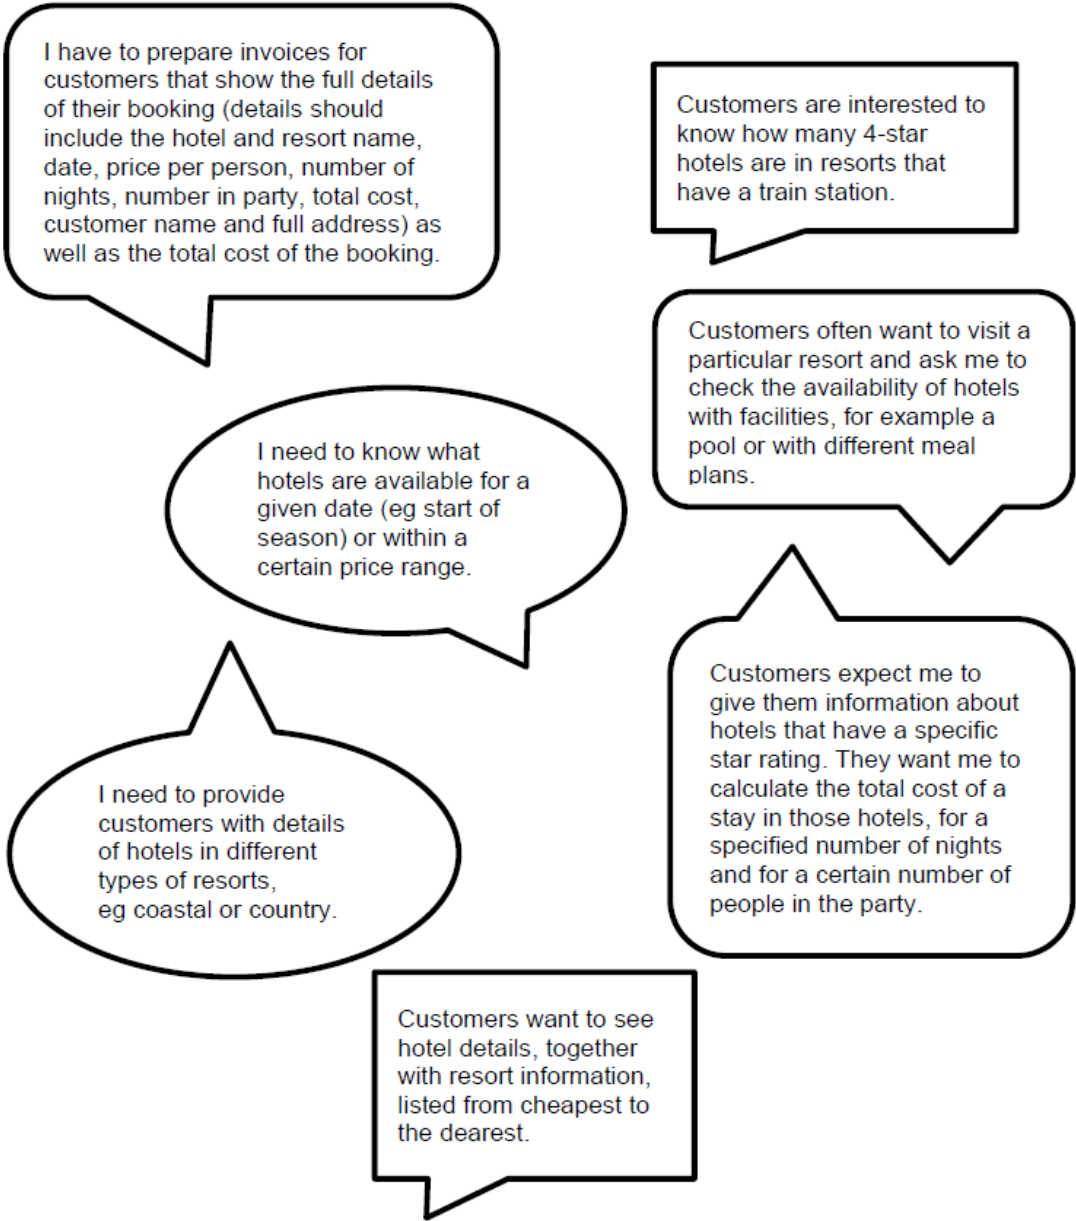 I have to prepare invoices for
customers that show the full details
of their booking (details should
include the hotel and resort name,
date, price per person, number of
nights, number in party, total cost,
customer name and full address) as
well as the total cost of the booking.
Customers are interested to
know how many 4-star
hotels are in resorts that
have a train station.
Customers often want to visit a
particular resort and ask me to
check the availability of hotels
with facilities, for example a
pool or with different meal
plans.
I need to know what
hotels are available for a
given date (eg start of
season) or within a
certain price range.
Customers expect me to
give them information about
hotels that have a specific
star rating. They want me to
calculate the total cost of a
stay in those hotels, for a
specified number of nights
and for a certain number of
people in the party.
I need to provide
customers with details
of hotels in different
types of resorts,
eg coastal or country.
Customers want to see
hotel details, together
with resort information,
listed from cheapest to
the dearest.